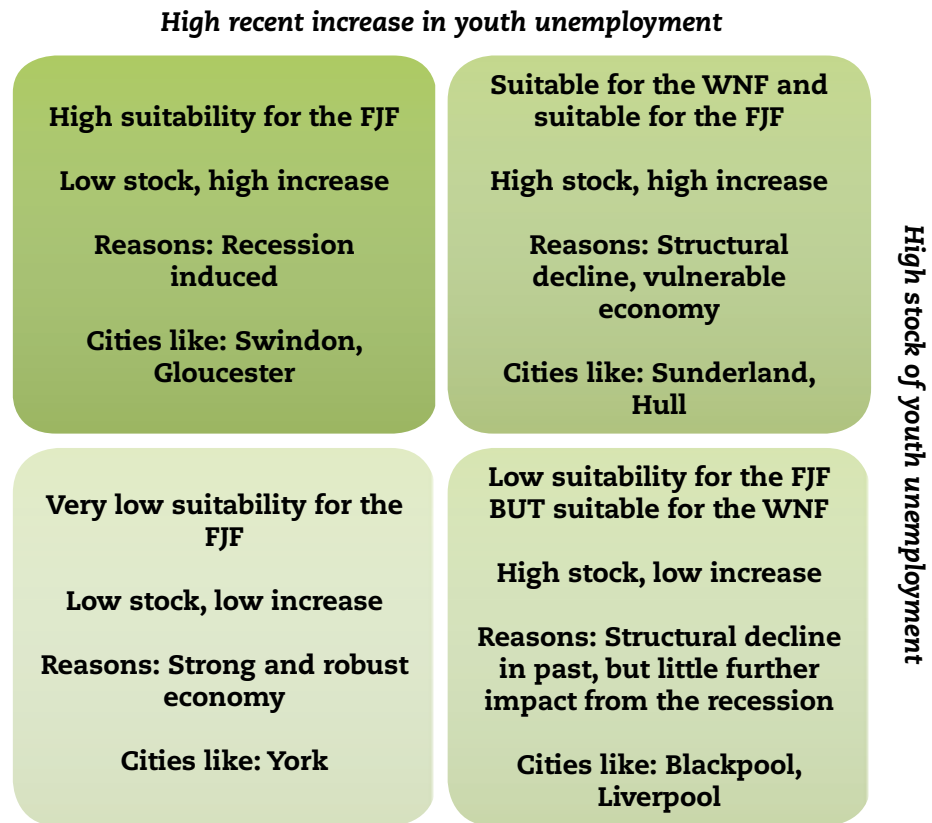 High recent increase in youth unemployment
High suitability for the FJF
Low stock, high increase
Reasons: Recession
induced
Cities like: Swindon,
Gloucester
Suitable for the WNF and
suitable for the FJF
High stock, high increase
Reasons: Structural
decline, vulnerable
economy
Cities like: Sunderland,
Hull
High stock of youth unemployment
Very low suitability for the
FJF
Low stock, low increase
Reasons: Strong and robust
economy
Cities like: York
Low suitability for the FJF
BUT suitable for the WNF
High stock, low increase
Reasons: Structural decline
in past, but little further
impact from the recession
Cities like: Blackpool,
Liverpool